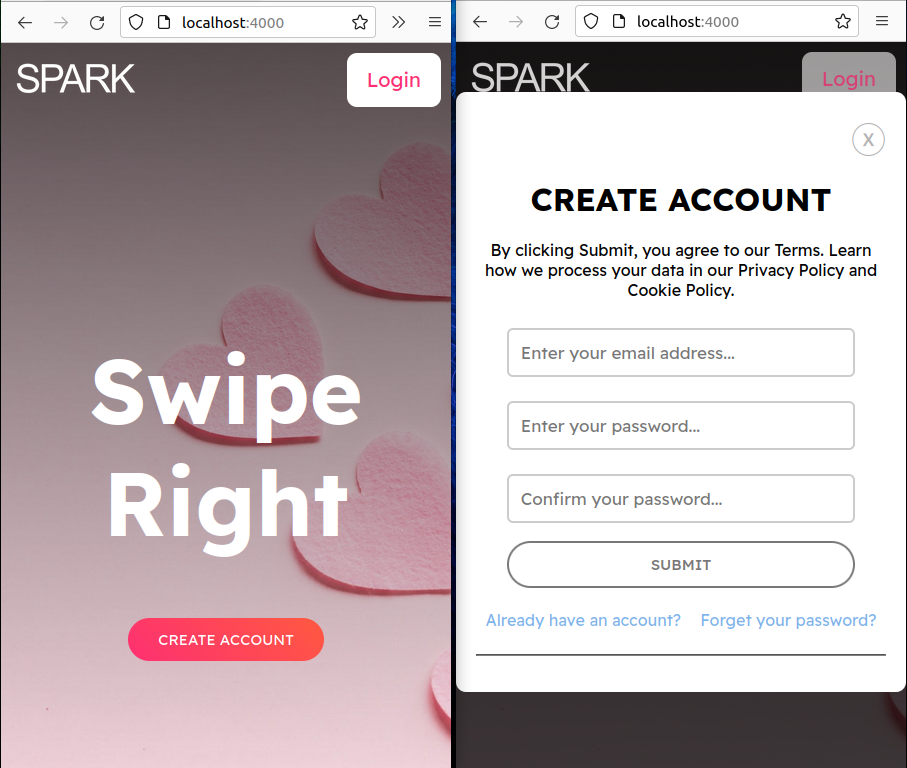 localhost:4000
SPARK
Login
Swipe
Right
CREATE ACCOUNT
localhost:4000
SPARK
Login
X
CREATE ACCOUNT
By clicking Submit, you agree to our Terms. Learn
how we process your data in our Privacy Policy and
Cookie Policy.
Enter your email address...
Enter your password...
Confirm your password...
SUBMIT
Already have an account? Forget your password?